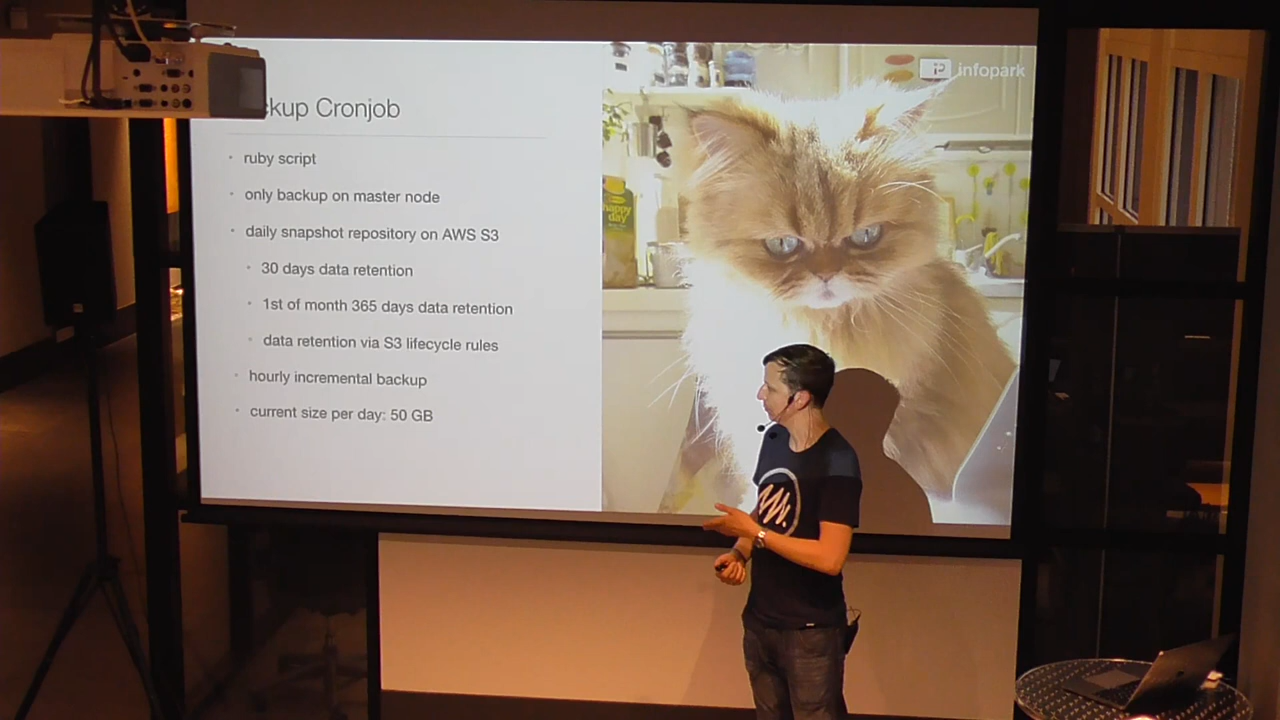 infopark
ckup Cronjob
ruby script
only backup on master node
daily snapshot repository on AWS S3
30 days data retention
1st of month 365 days data retention
data retention via S3 lifecycle rules
hourly incremental backup
current size per day: 50 GB
happy
day